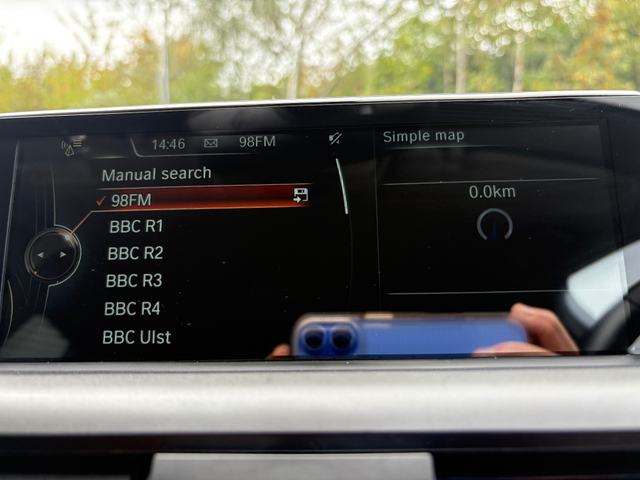 14:46 98FM
Simple map
Manual search
98FM
BBC R1
BBC R2
BBC R3
BBC R4
BBC Ulst
0.0km